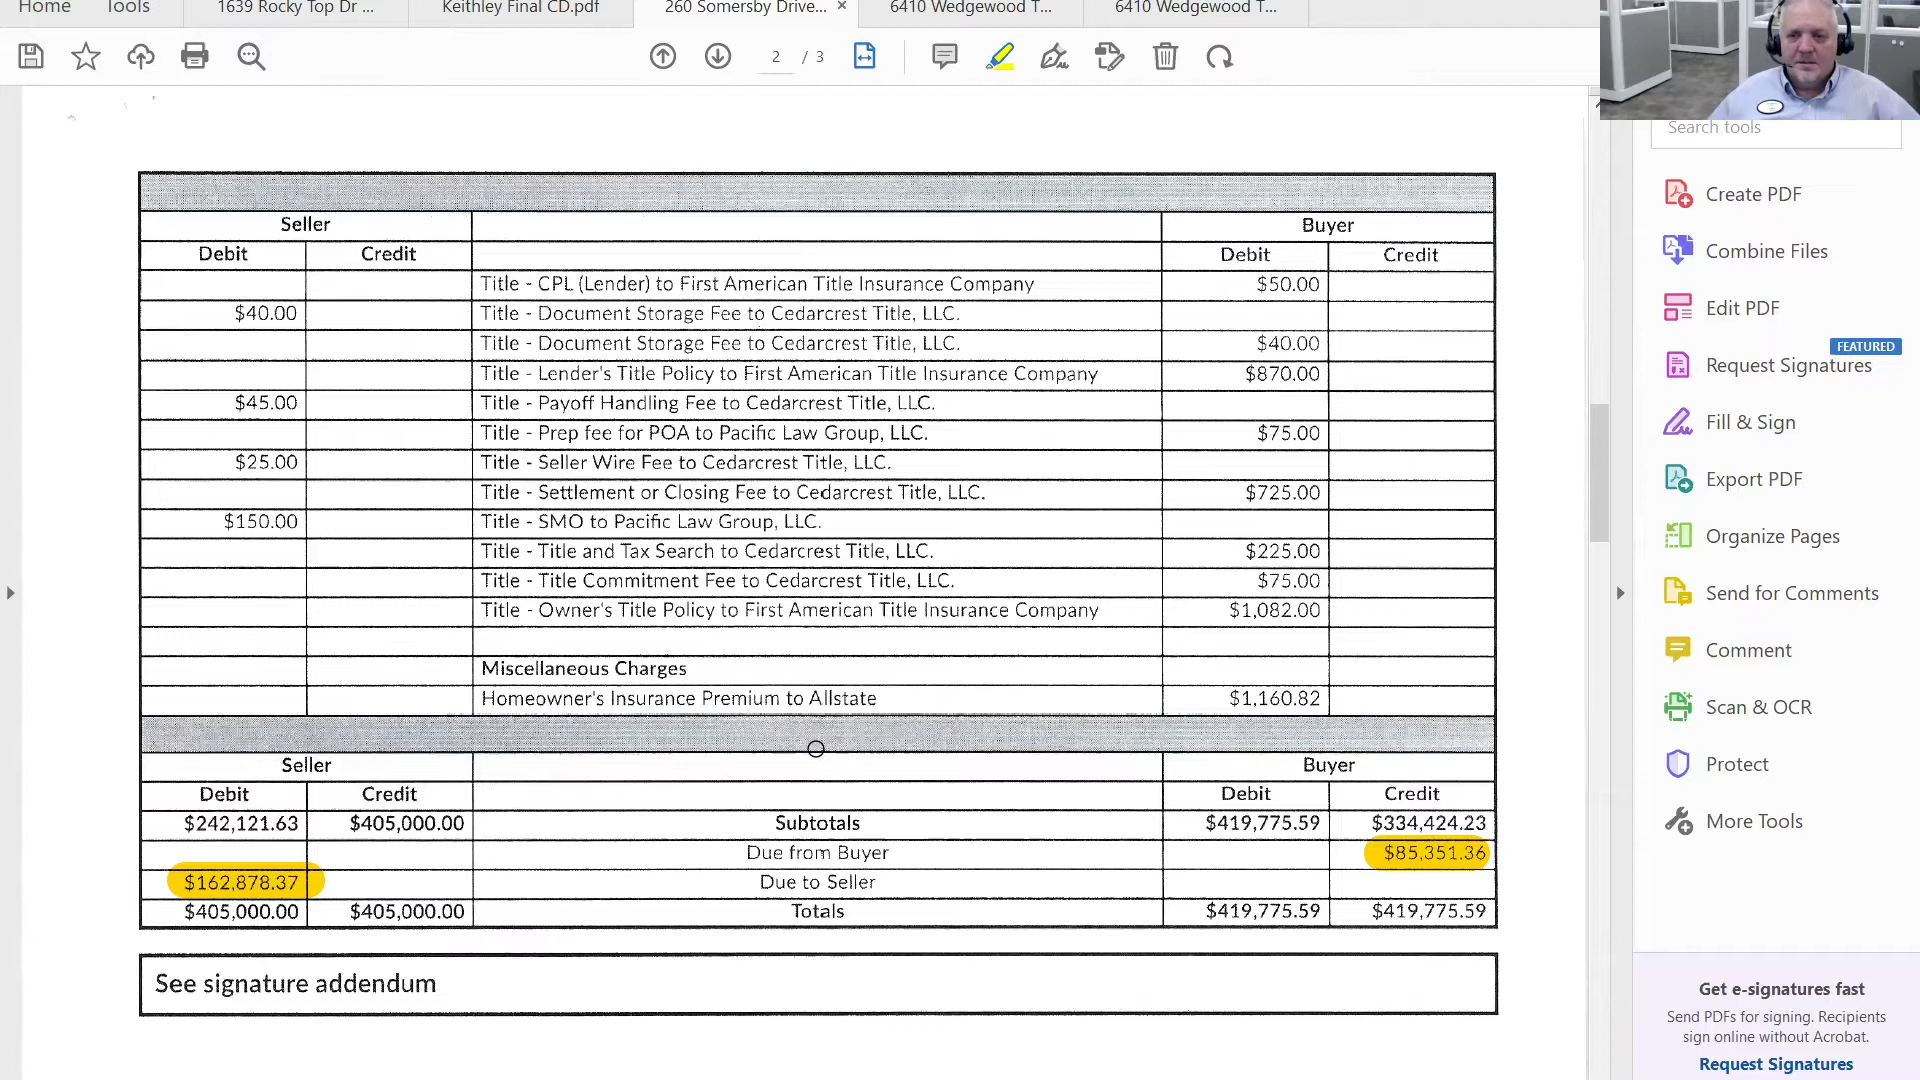 Home Tools 1639 Rocky Top Dr ... Keithley Final CD.pdf 260 Somersby Drive... × 6410 Wedgewood T... 6410 Wedgewood T...
2 / 3
Search tools
Seller Buyer
Debit Credit Debit Credit
Title - CPL (Lender) to First American Title Insurance Company $50.00
$40.00 Title - Document Storage Fee to Cedarcrest Title, LLC.
Title - Document Storage Fee to Cedarcrest Title, LLC. $40.00
Title - Lender's Title Policy to First American Title Insurance Company $870.00
$45.00 Title - Payoff Handling Fee to Cedarcrest Title, LLC.
Title - Prep fee for POA to Pacific Law Group, LLC. $75.00
$25.00 Title - Seller Wire Fee to Cedarcrest Title, LLC.
Title - Settlement or Closing Fee to Cedarcrest Title, LLC. $725.00
$150.00 Title - SMO to Pacific Law Group, LLC.
Title - Title and Tax Search to Cedarcrest Title, LLC. $225.00
Title - Title Commitment Fee to Cedarcrest Title, LLC. $75.00
Title - Owner's Title Policy to First American Title Insurance Company $1,082.00
Miscellaneous Charges
Homeowner's Insurance Premium to Allstate $1,160.82
Seller Buyer
Debit Credit Debit Credit
$242,121.63 $405,000.00 Subtotals $419,775.59 $334,424.23
Due from Buyer $85,351.36
$162,878.37 Due to Seller
$405,000.00 $405,000.00 Totals $419,775.59 $419,775.59
See signature addendum
Create PDF
Combine Files
Edit PDF
FEATURED
Request Signatures
Fill & Sign
Export PDF
Organize Pages
Send for Comments
Comment
Scan & OCR
Protect
More Tools
Get e-signatures fast
Send PDFs for signing. Recipients
sign online without Acrobat.
Request Signatures